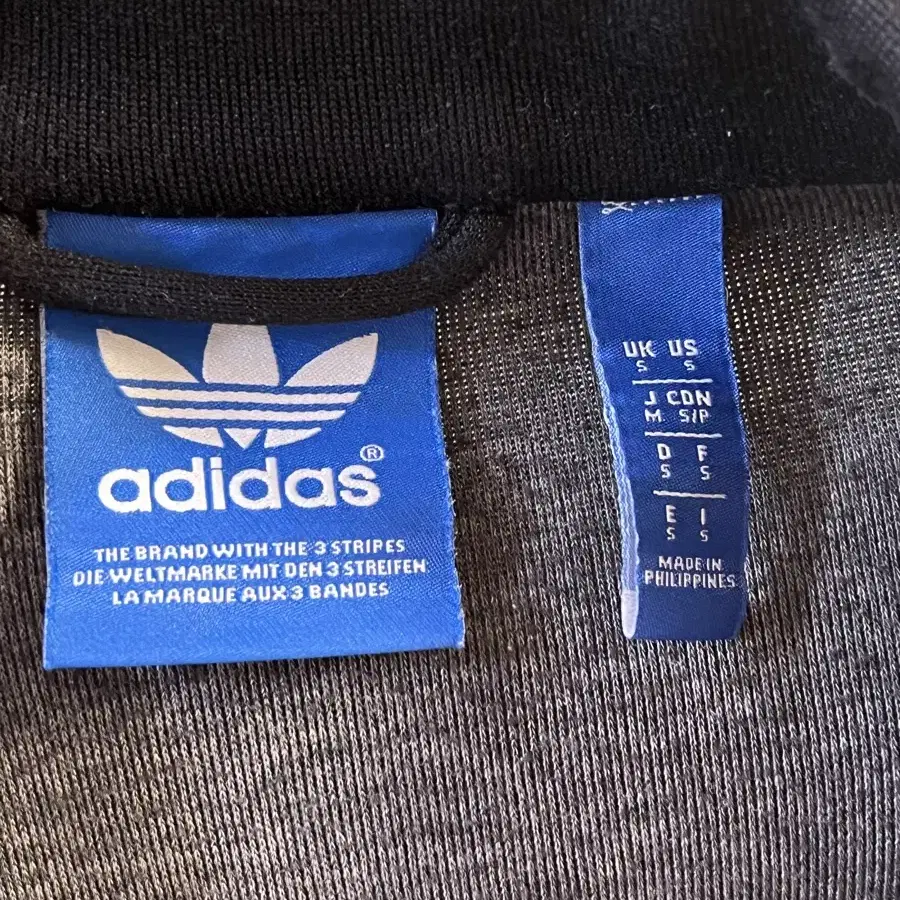 adidas®
THE BRAND WITH THE 3 STRIPES
DIE WELTMARKE MIT DEN 3 STREIFEN
LA MARQUE AUX 3 BANDES
UK US
S S
J CDN
M S/P
D F
S S
E I
S S
MADE IN
PHILIPPINES